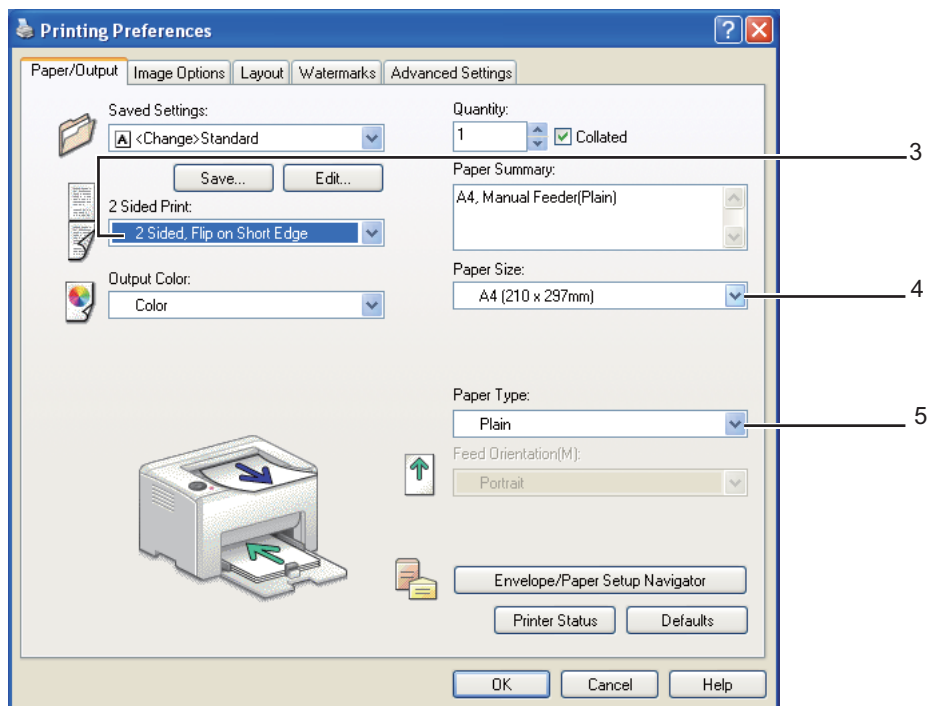 Printing Preferences
Paper/Output Image Options Layout Watermarks Advanced Settings
Saved Settings:
A <Change>Standard
Save... Edit...
2 Sided Print:
2 Sided, Flip on Short Edge
Output Color:
Color
Quantity:
1 Collated
Paper Summary:
A4, Manual Feeder(Plain)
Paper Size:
A4 (210 x 297mm)
Paper Type:
Plain
Feed Orientation(M):
Portrait
Envelope/Paper Setup Navigator
Printer Status Defaults
OK Cancel Help
3
4
5